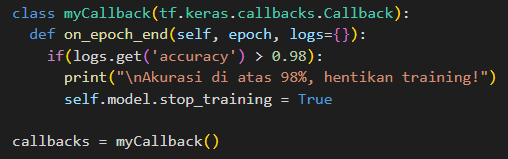 class myCallback(tf.keras.callbacks.Callback):
  def on_epoch_end(self, epoch, logs={}):
    if(logs.get('accuracy') > 0.98):
      print("\nAkurasi di atas 98%, hentikan training!")
      self.model.stop_training = True

callbacks = myCallback()